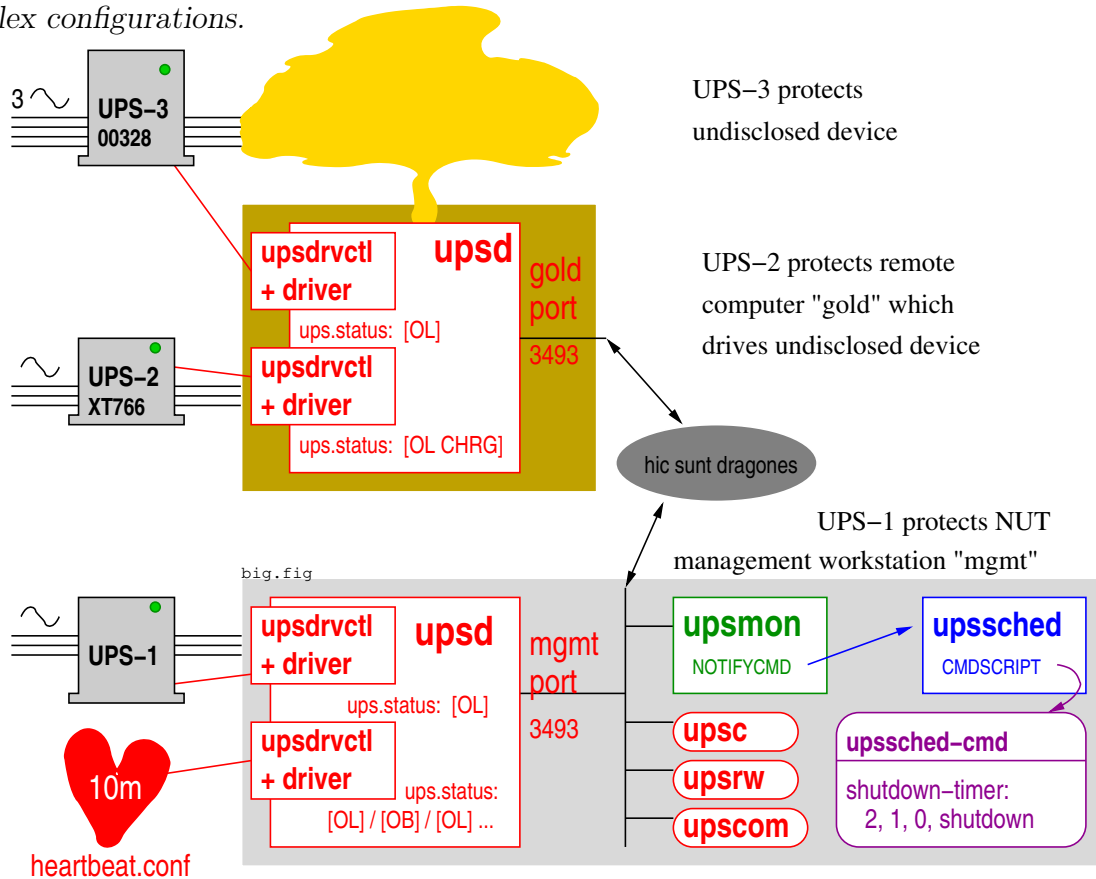 lex configurations.
3
UPS−3
00328
UPS−3 protects
undisclosed device
upsdrvctl
+ driver
upsd
ups.status: [OL]
gold
port
3493
UPS−2 protects remote
computer "gold" which
drives undisclosed device
UPS−2
XT766
upsdrvctl
+ driver
ups.status: [OL CHRG]
hic sunt dragones
UPS−1 protects NUT
management workstation "mgmt"
big.fig
UPS−1
upsdrvctl
+ driver
upsd
ups.status: [OL]
mgmt
port
3493
upsmon
NOTIFYCMD
upssched
CMDSCRIPT
10m
heartbeat.conf
upsdrvctl
+ driver
ups.status:
[OL] / [OB] / [OL] ...
upsc
upsrw
upscom
upssched−cmd
shutdown−timer:
2, 1, 0, shutdown